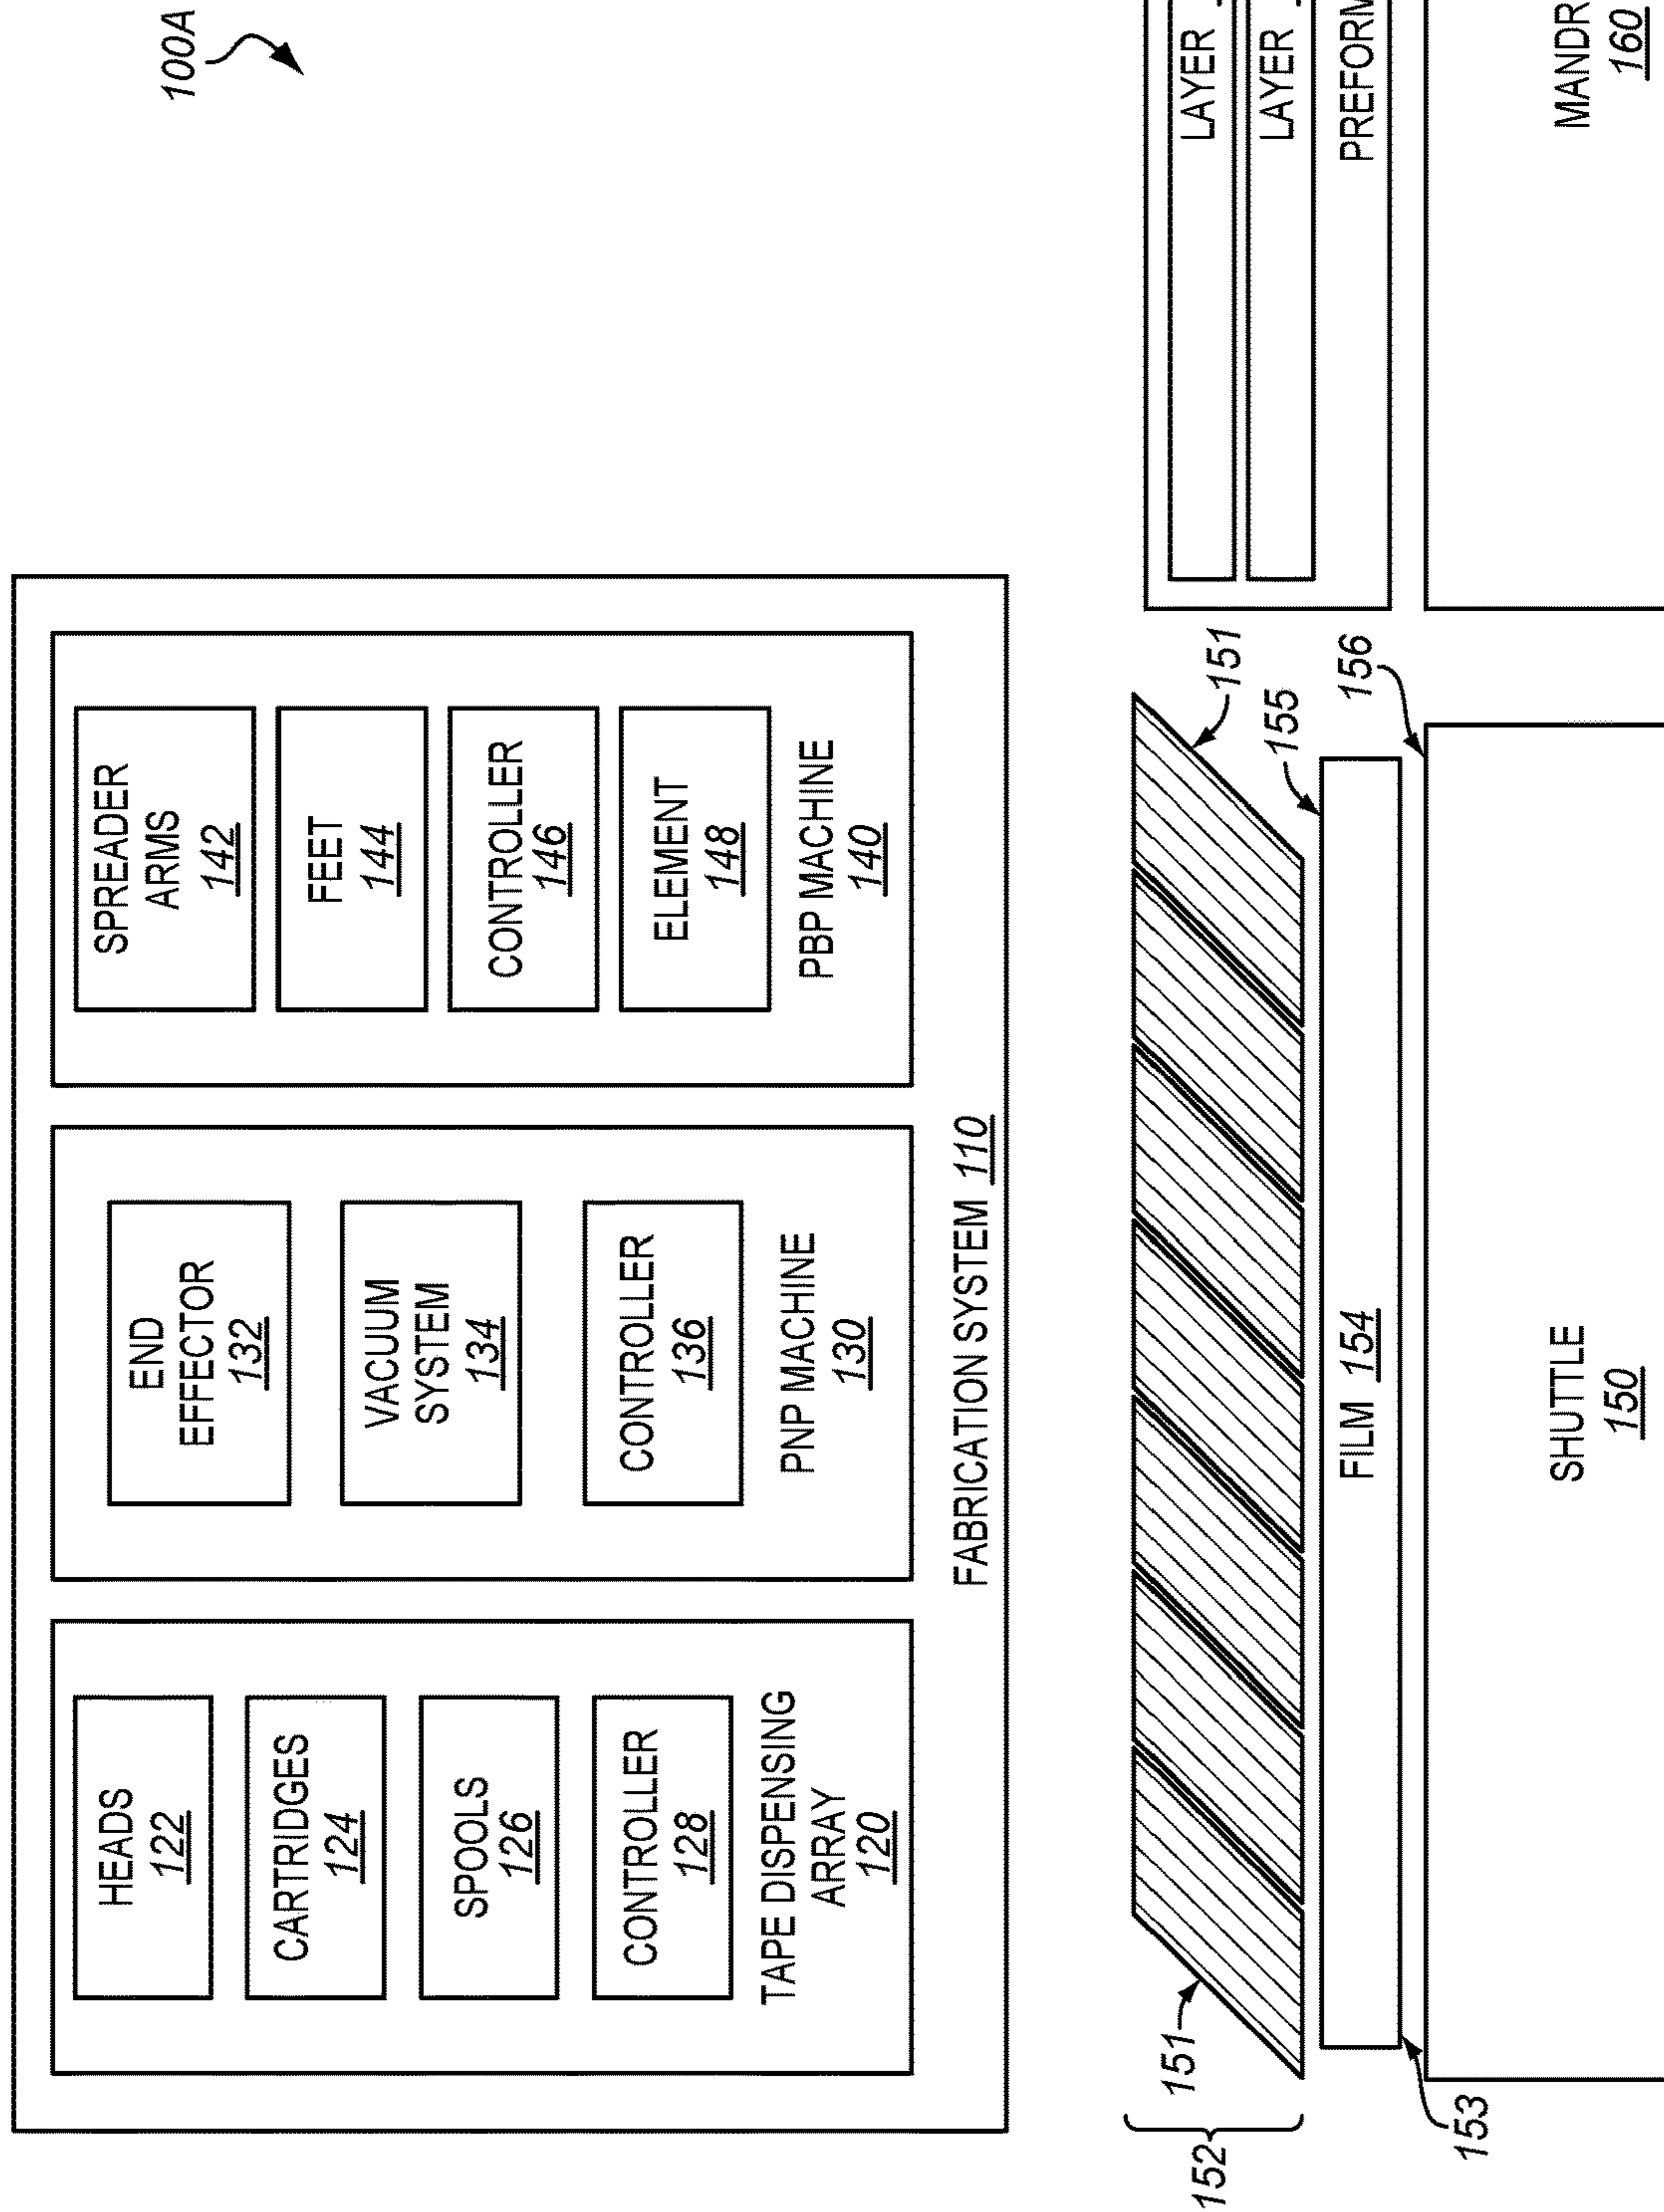 100A
HEADS
122
CARTRIDGES
124
SPOOLS
126
CONTROLLER
128
TAPE DISPENSING
ARRAY
120
END
EFFECTOR
132
VACUUM
SYSTEM
134
CONTROLLER
136
PNP MACHINE
130
SPREADER
ARMS
142
FEET
144
CONTROLLER
146
ELEMENT
148
PBP MACHINE
140
FABRICATION SYSTEM 110
152
151
151
155
FILM 154
153
156
SHUTTLE
150
LAYER
LAYER
PREFORM
MANDR
160